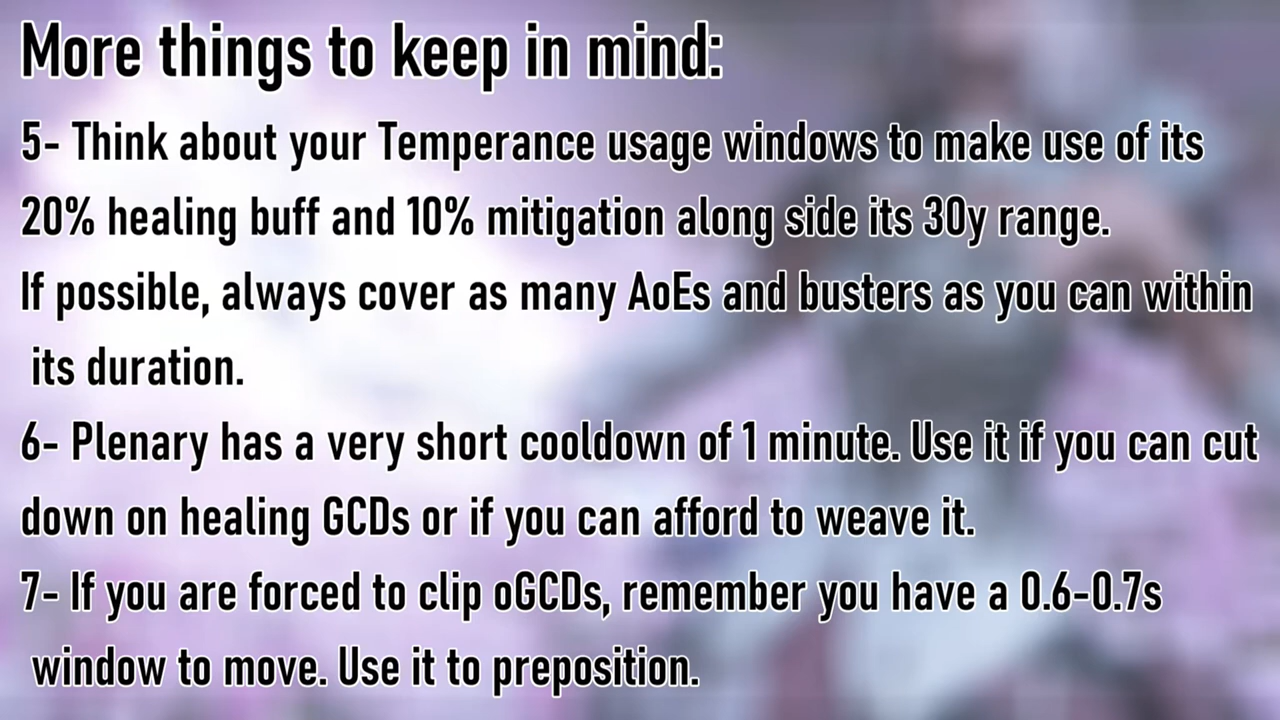 More things to keep in mind:
5- Think about your Temperance usage windows to make use of its
20% healing buff and 10% mitigation along side its 30y range.
If possible, always cover as many AoEs and busters as you can within
its duration.
6- Plenary has a very short cooldown of 1 minute. Use it if you can cut
down on healing GCDs or if you can afford to weave it.
7- If you are forced to clip oGCDs, remember you have a 0.6-0.7s
window to move. Use it to preposition.